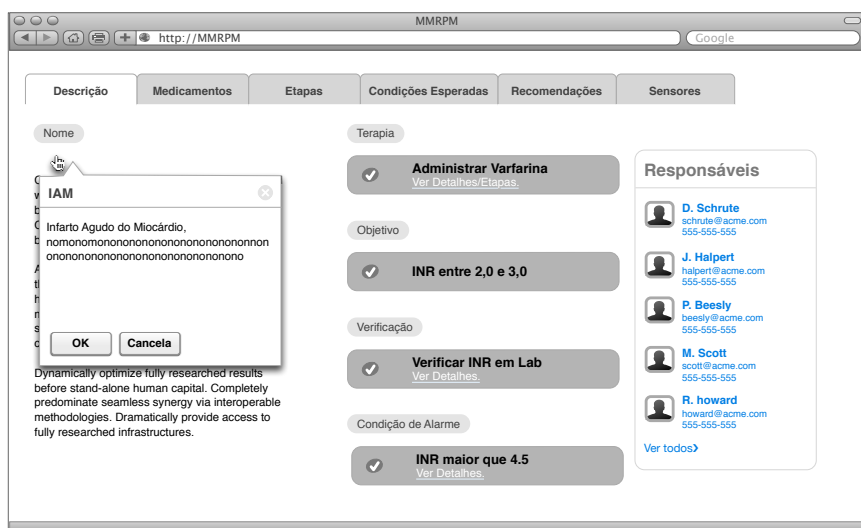 MMRPM
http://MMRPM
Google
Descrição
Medicamentos
Etapas
Condições Esperadas
Recomendações
Sensores
Nome
IAM
Infarto Agudo do Miocárdio,
nomonomononononononononononononnon
onononononononononononononononono
OK
Cancela
Dynamically optimize fully researched results
before stand-alone human capital. Completely
predominate seamless synergy via interoperable
methodologies. Dramatically provide access to
fully researched infrastructures.
Terapia
Administrar Varfarina
Ver Detalhes/Etapas.
Objetivo
INR entre 2,0 e 3,0
Verificação
Verificar INR em Lab
Ver Detalhes.
Condição de Alarme
INR maior que 4.5
Ver Detalhes.
Responsáveis
D. Schrute
schrute@acme.com
555-555-555
J. Halpert
halpert@acme.com
555-555-555
P. Beesly
beesly@acme.com
555-555-555
M. Scott
scott@acme.com
555-555-555
R. howard
howard@acme.com
555-555-555
Ver todos